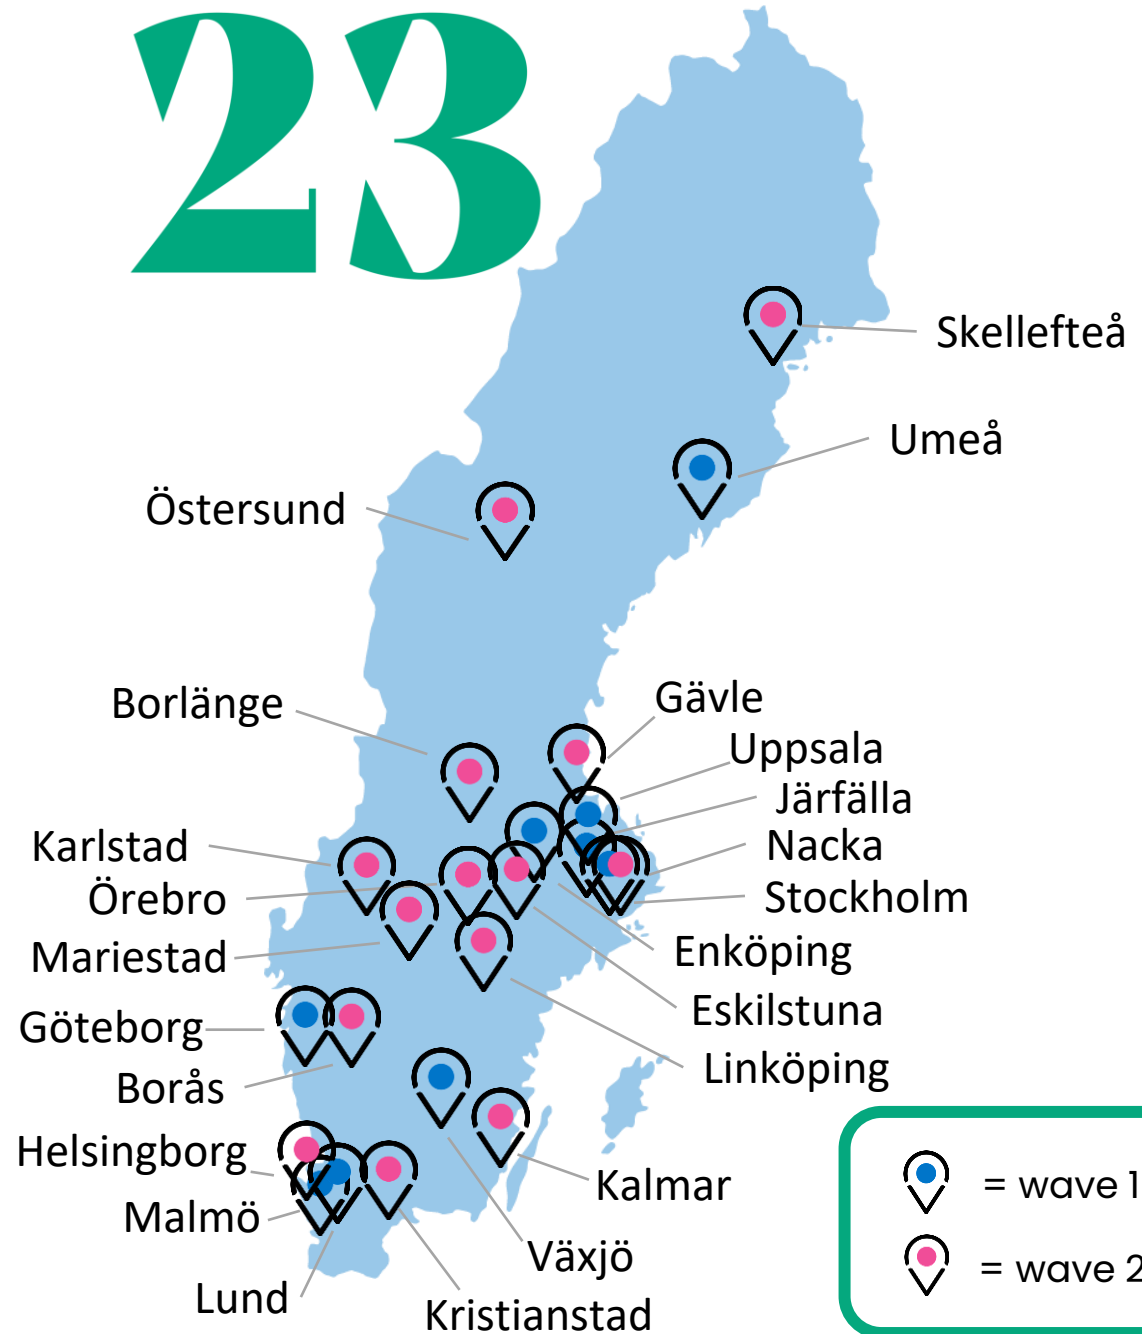 23
Skellefteå
Umeå
Östersund
Gävle
Borlänge
Uppsala
Järfälla
Karlstad
Nacka
Örebro
Stockholm
Mariestad
Enköping
Eskilstuna
Göteborg
Linköping
Borås
Helsingborg
Kalmar
Malmö
Växjö
Lund
Kristianstad
= wave 1
= wave 2